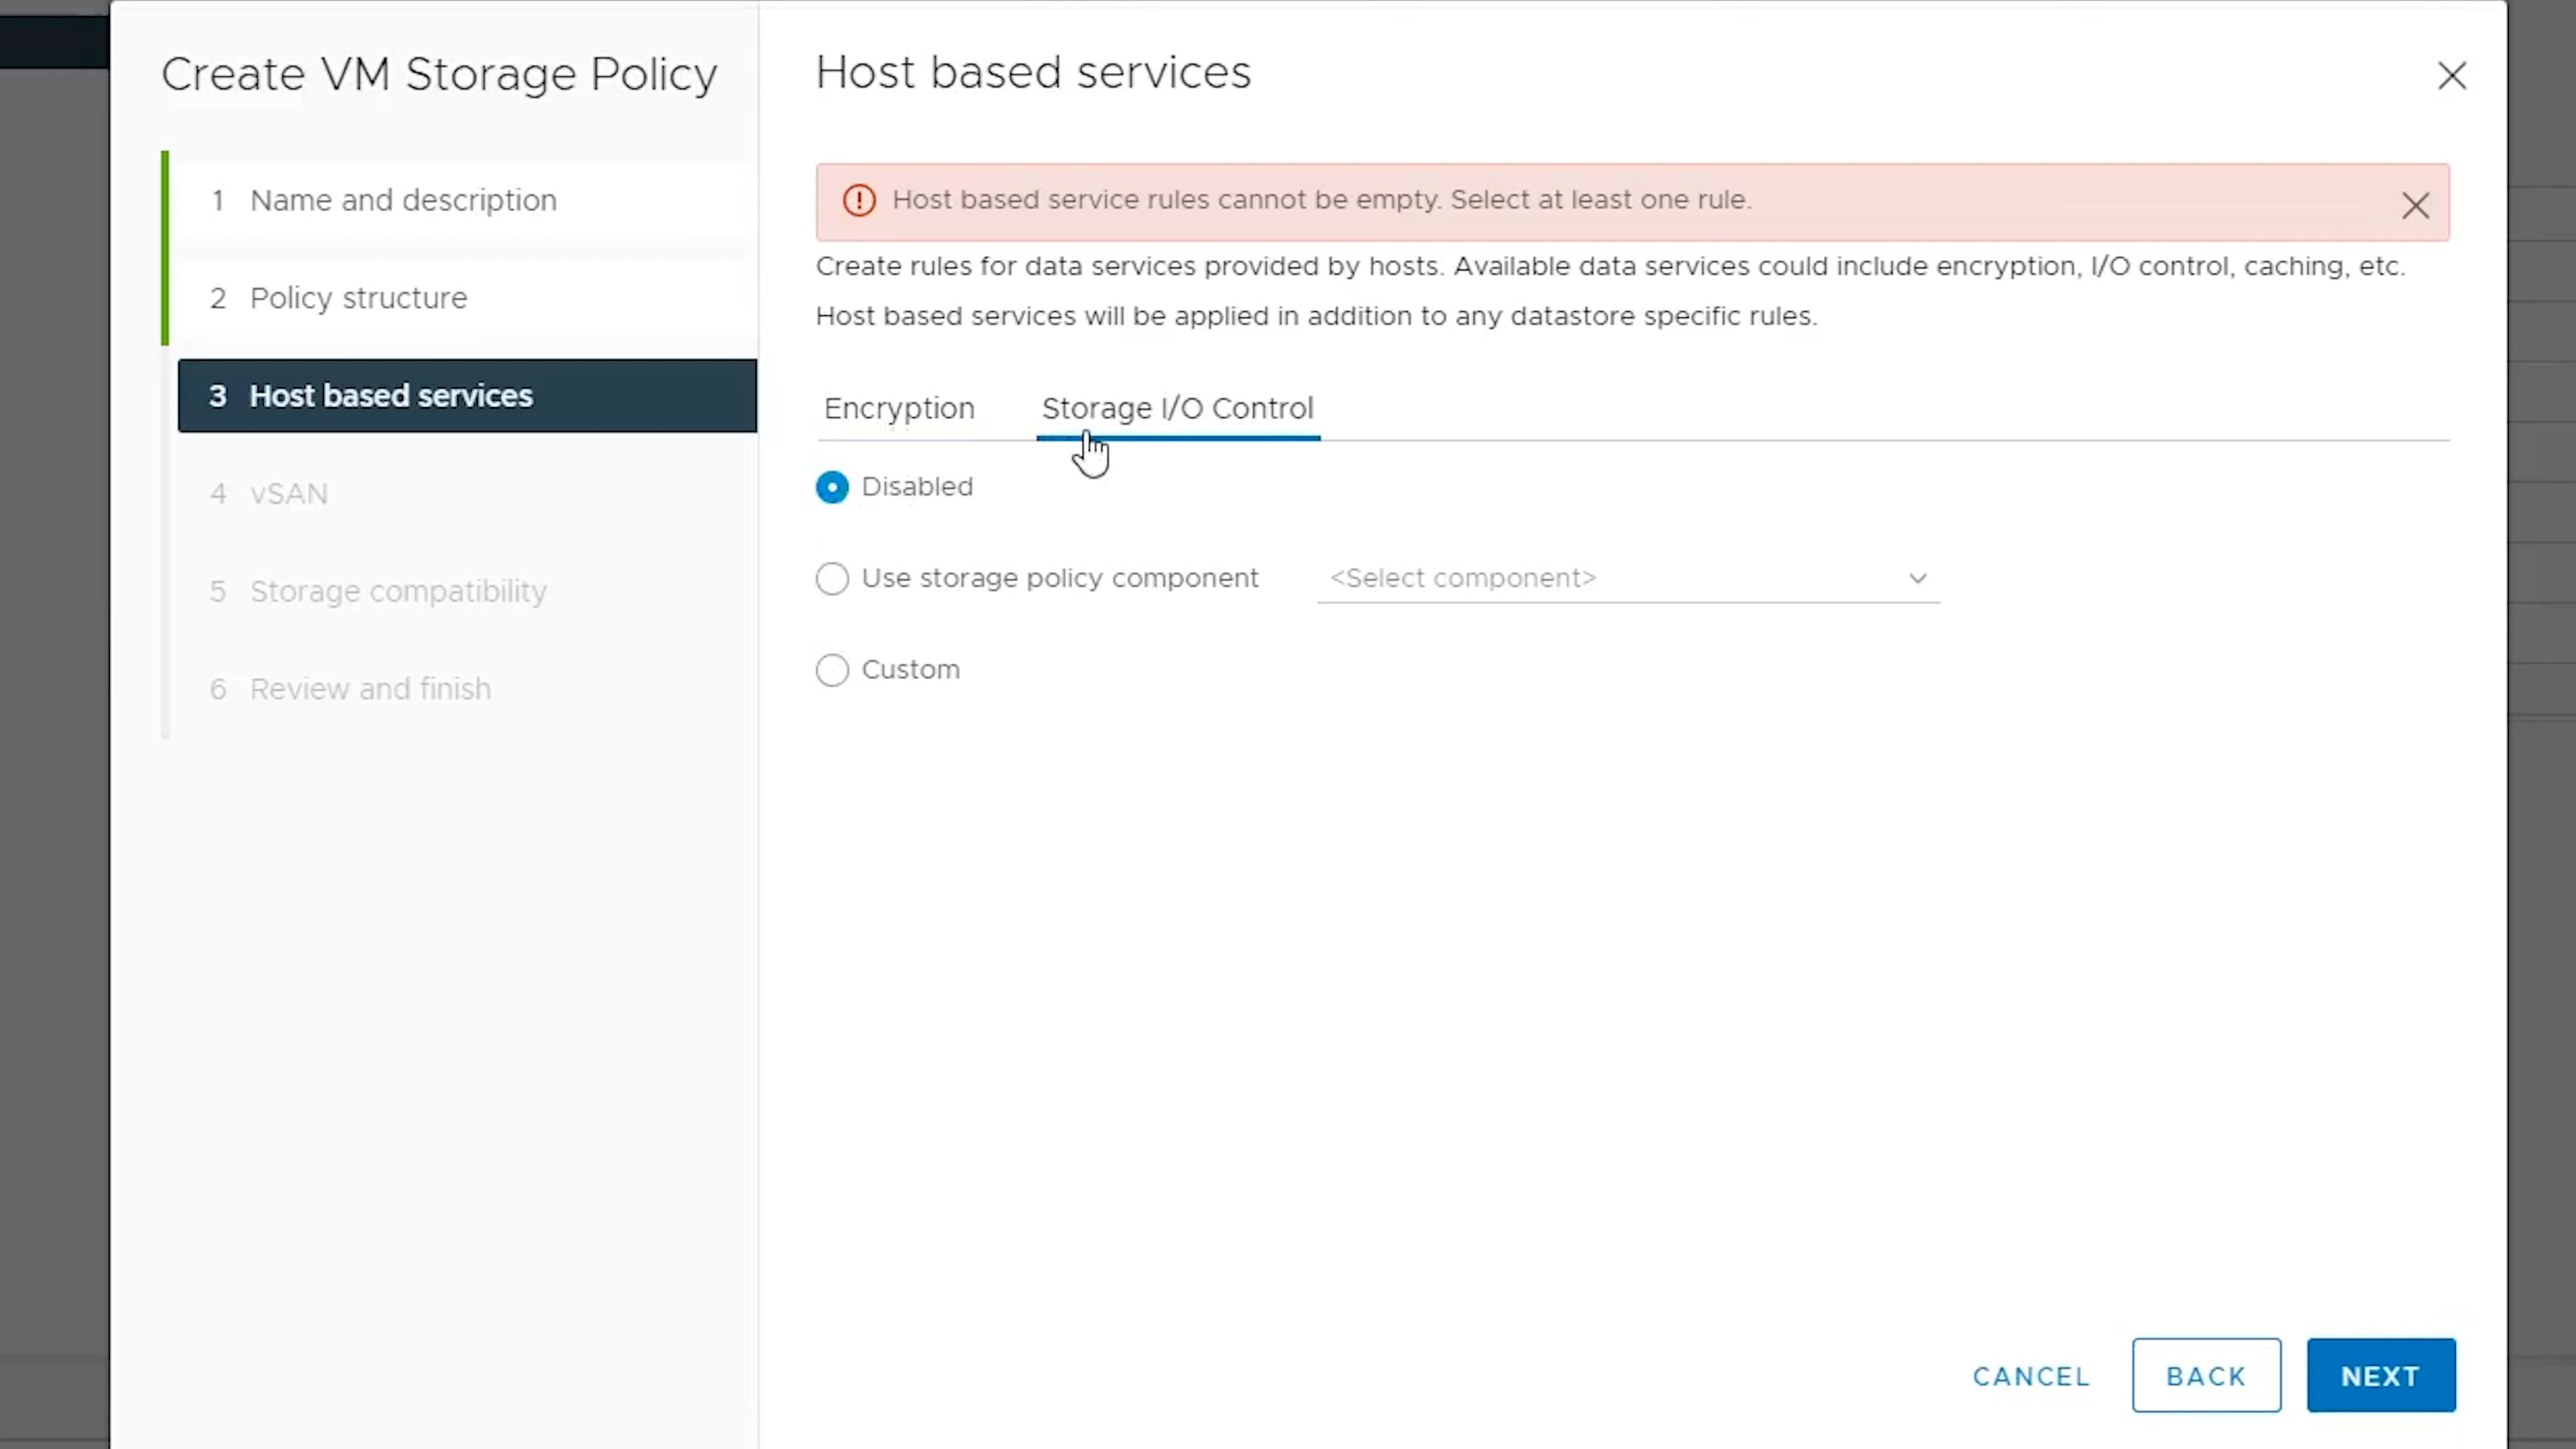 Create VM Storage Policy
1 Name and description
2 Policy structure
3 Host based services
4 vSAN
5 Storage compatibility
6 Review and finish
Host based services
Host based service rules cannot be empty. Select at least one rule.
Create rules for data services provided by hosts. Available data services could include encryption, I/O control, caching, etc.
Host based services will be applied in addition to any datastore specific rules.
Encryption Storage I/O Control
Disabled
Use storage policy component <Select component>
Custom
CANCEL BACK NEXT